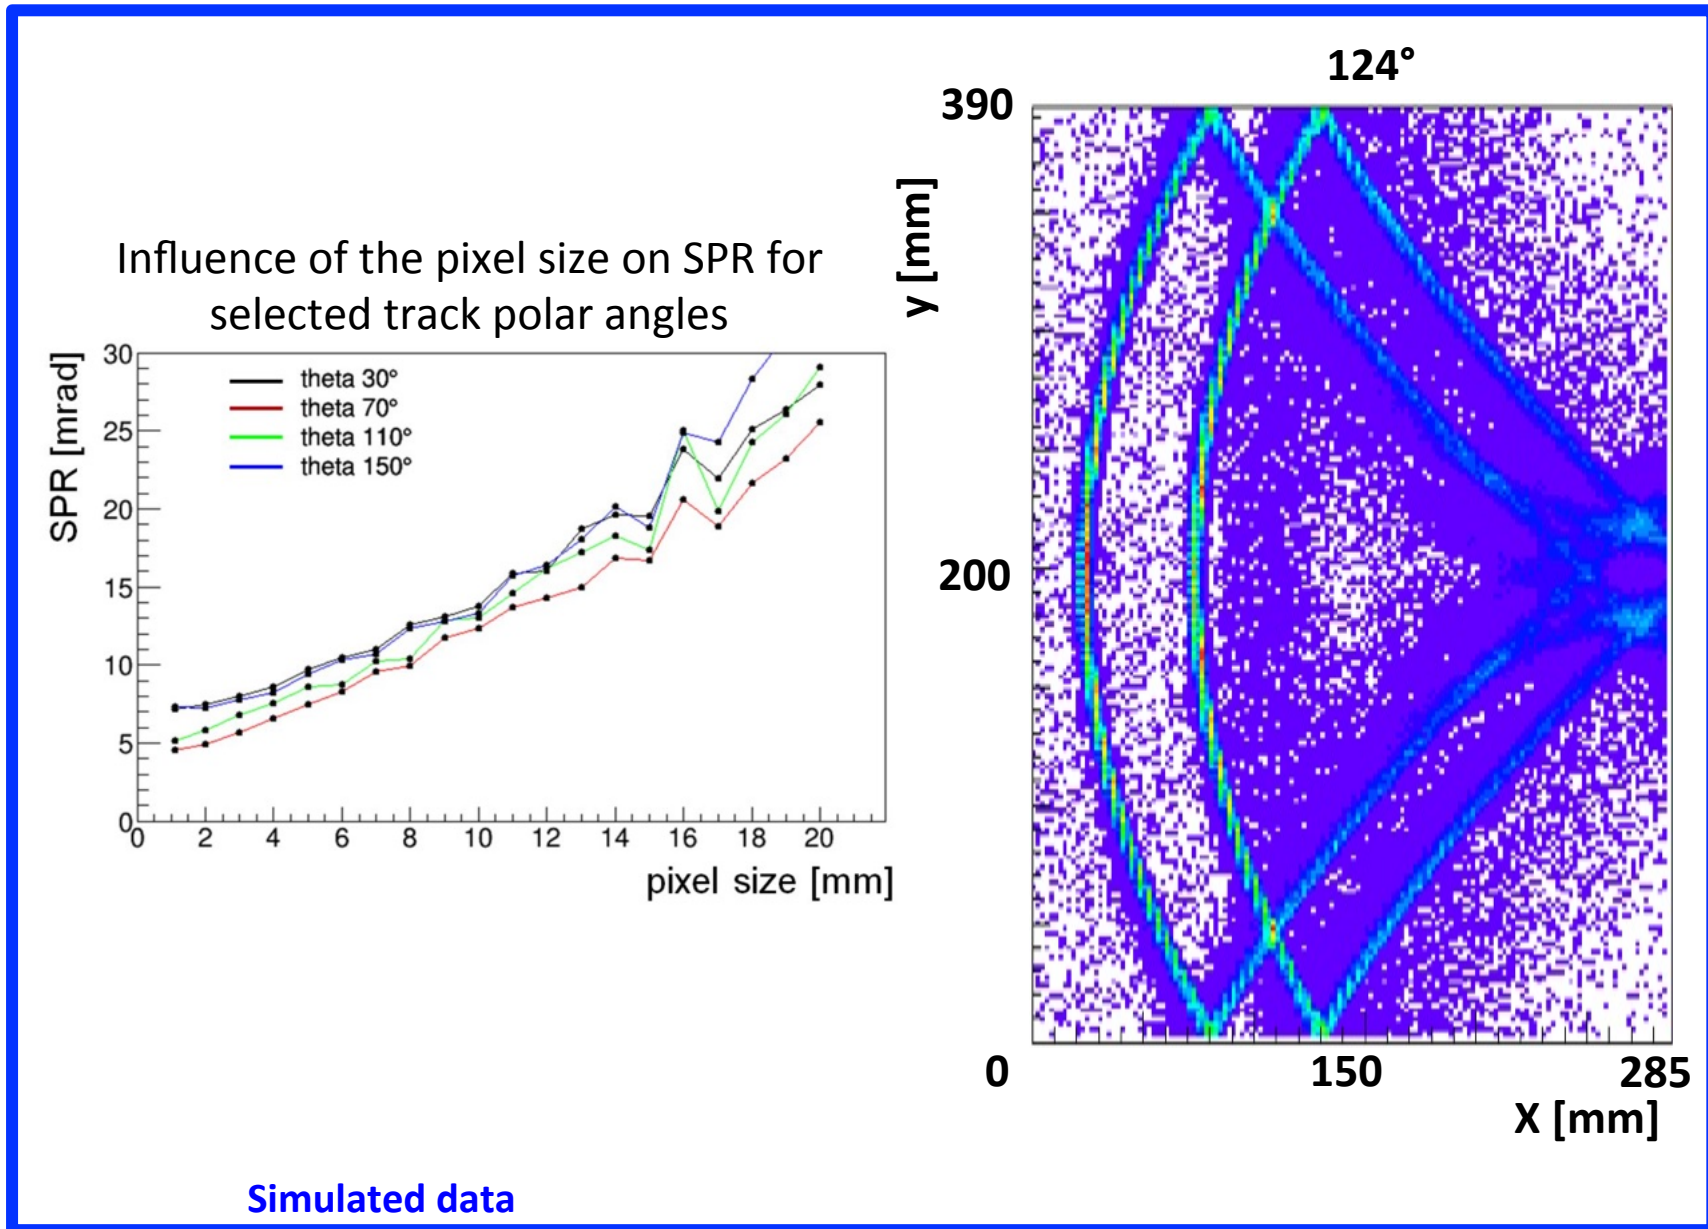 Influence of the pixel size on SPR for
selected track polar angles
SPR [mrad]
30
25
20
15
10
5
0
theta 30°
theta 70°
theta 110°
theta 150°
0 2 4 6 8 10 12 14 16 18 20
pixel size [mm]
124°
390
y [mm]
200
0 150 285
X [mm]
Simulated data